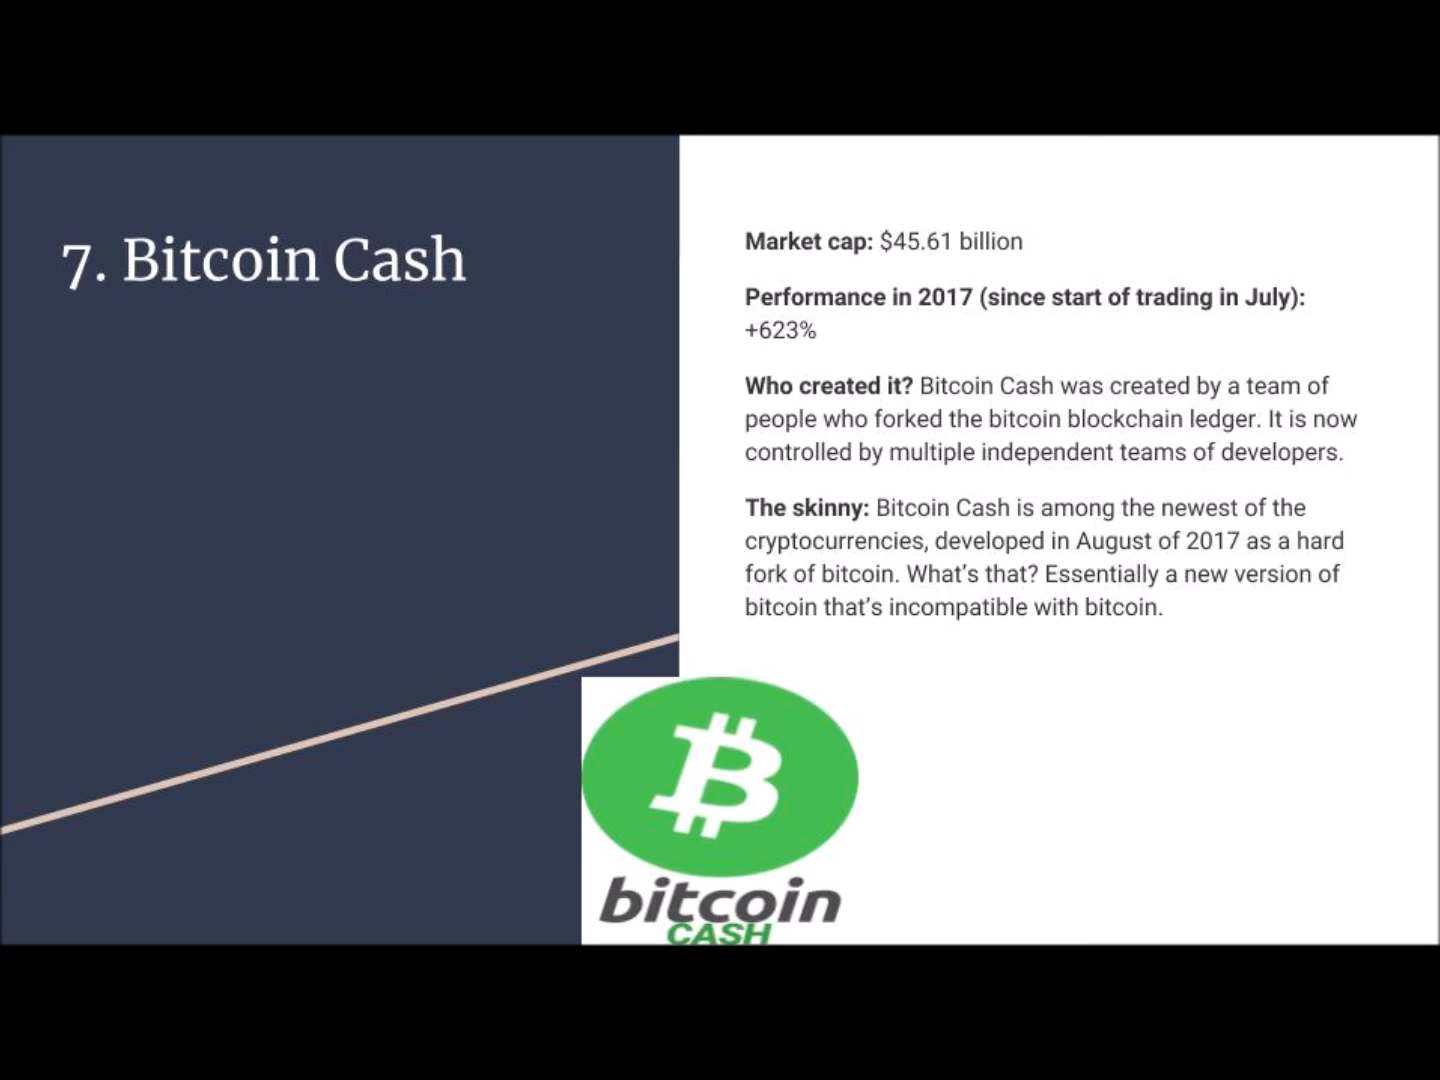 7. Bitcoin Cash
Market cap: $45.61 billion
Performance in 2017 (since start of trading in July):
+623%
Who created it? Bitcoin Cash was created by a team of
people who forked the bitcoin blockchain ledger. It is now
controlled by multiple independent teams of developers.
The skinny: Bitcoin Cash is among the newest of the
cryptocurrencies, developed in August of 2017 as a hard
fork of bitcoin. What's that? Essentially a new version of
bitcoin that's incompatible with bitcoin.
bitcoin
CASH